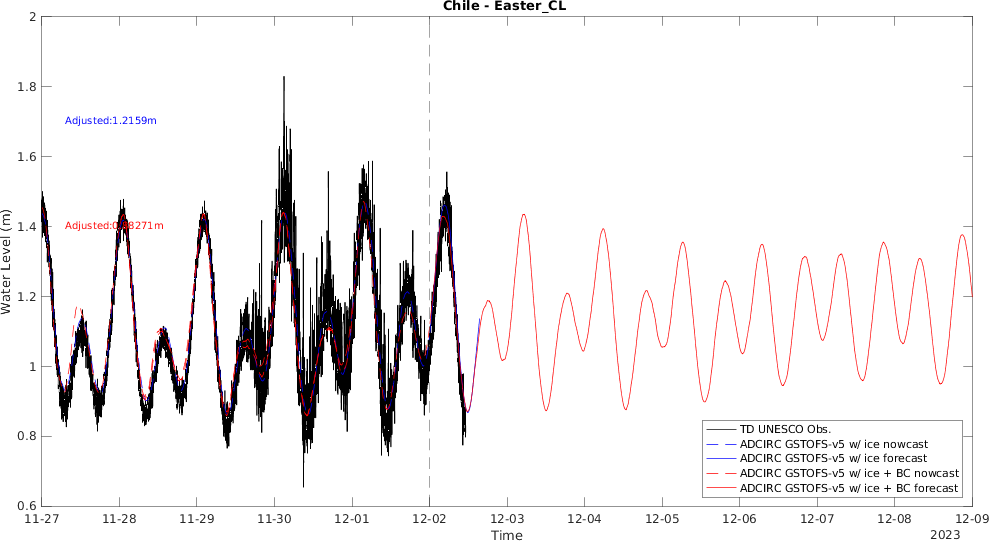 Chile - Easter_CL
2
1.8
1.6
1.4
1.2
1
0.8
0.6
Water Level (m)
Adjusted:1.2159m
TD UNESCO Obs.
ADCIRC GSTOFS-v5 w/ ice nowcast
ADCIRC GSTOFS-v5 w/ ice forecast
ADCIRC GSTOFS-v5 w/ ice + BC nowcast
ADCIRC GSTOFS-v5 w/ ice + BC forecast
11-27 11-28 11-29 11-30 12-01 12-02 12-03 12-04 12-05 12-06 12-07 12-08 12-09
Time
2023